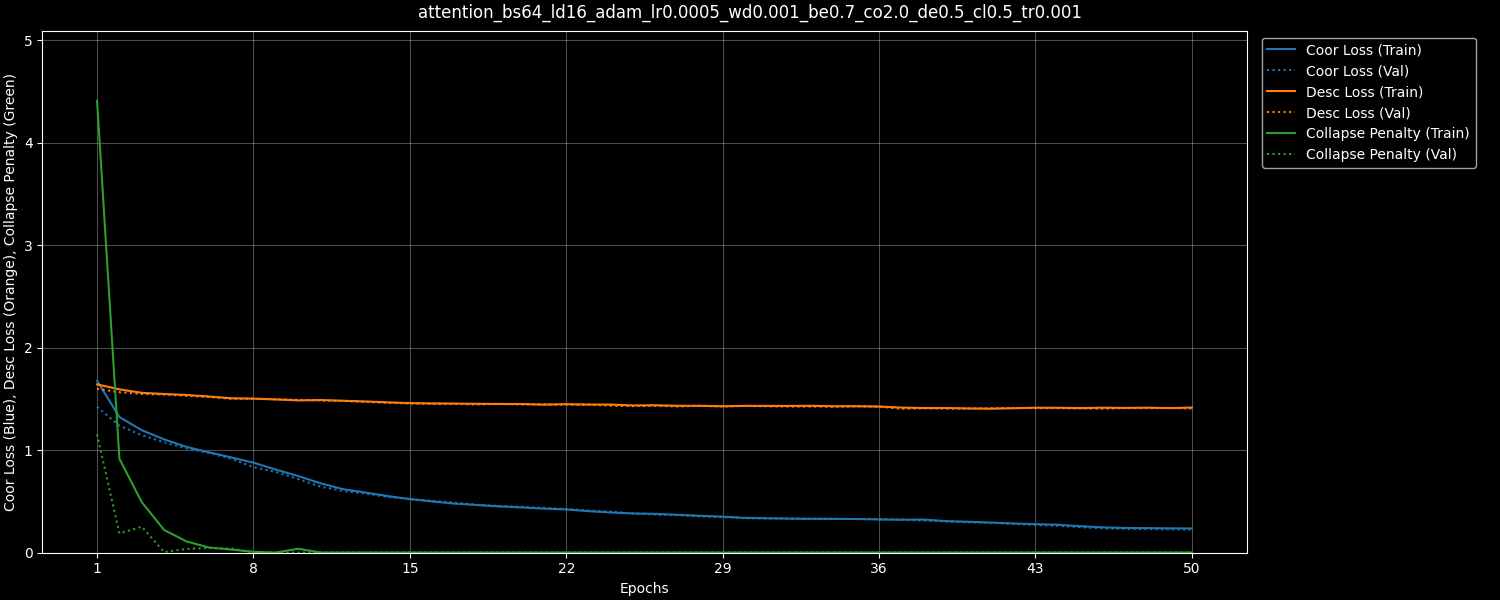 attention_bs64_ld16_adam_lr0.0005_wd0.001_be0.7_co2.0_de0.5_cl0.5_tr0.001
Coor Loss (Blue), Desc Loss (Orange), Collapse Penalty (Green)
5
4
3
2
1
0
1 8 15 22 29 36 43 50
Epochs
Coor Loss (Train)
Coor Loss (Val)
Desc Loss (Train)
Desc Loss (Val)
Collapse Penalty (Train)
Collapse Penalty (Val)